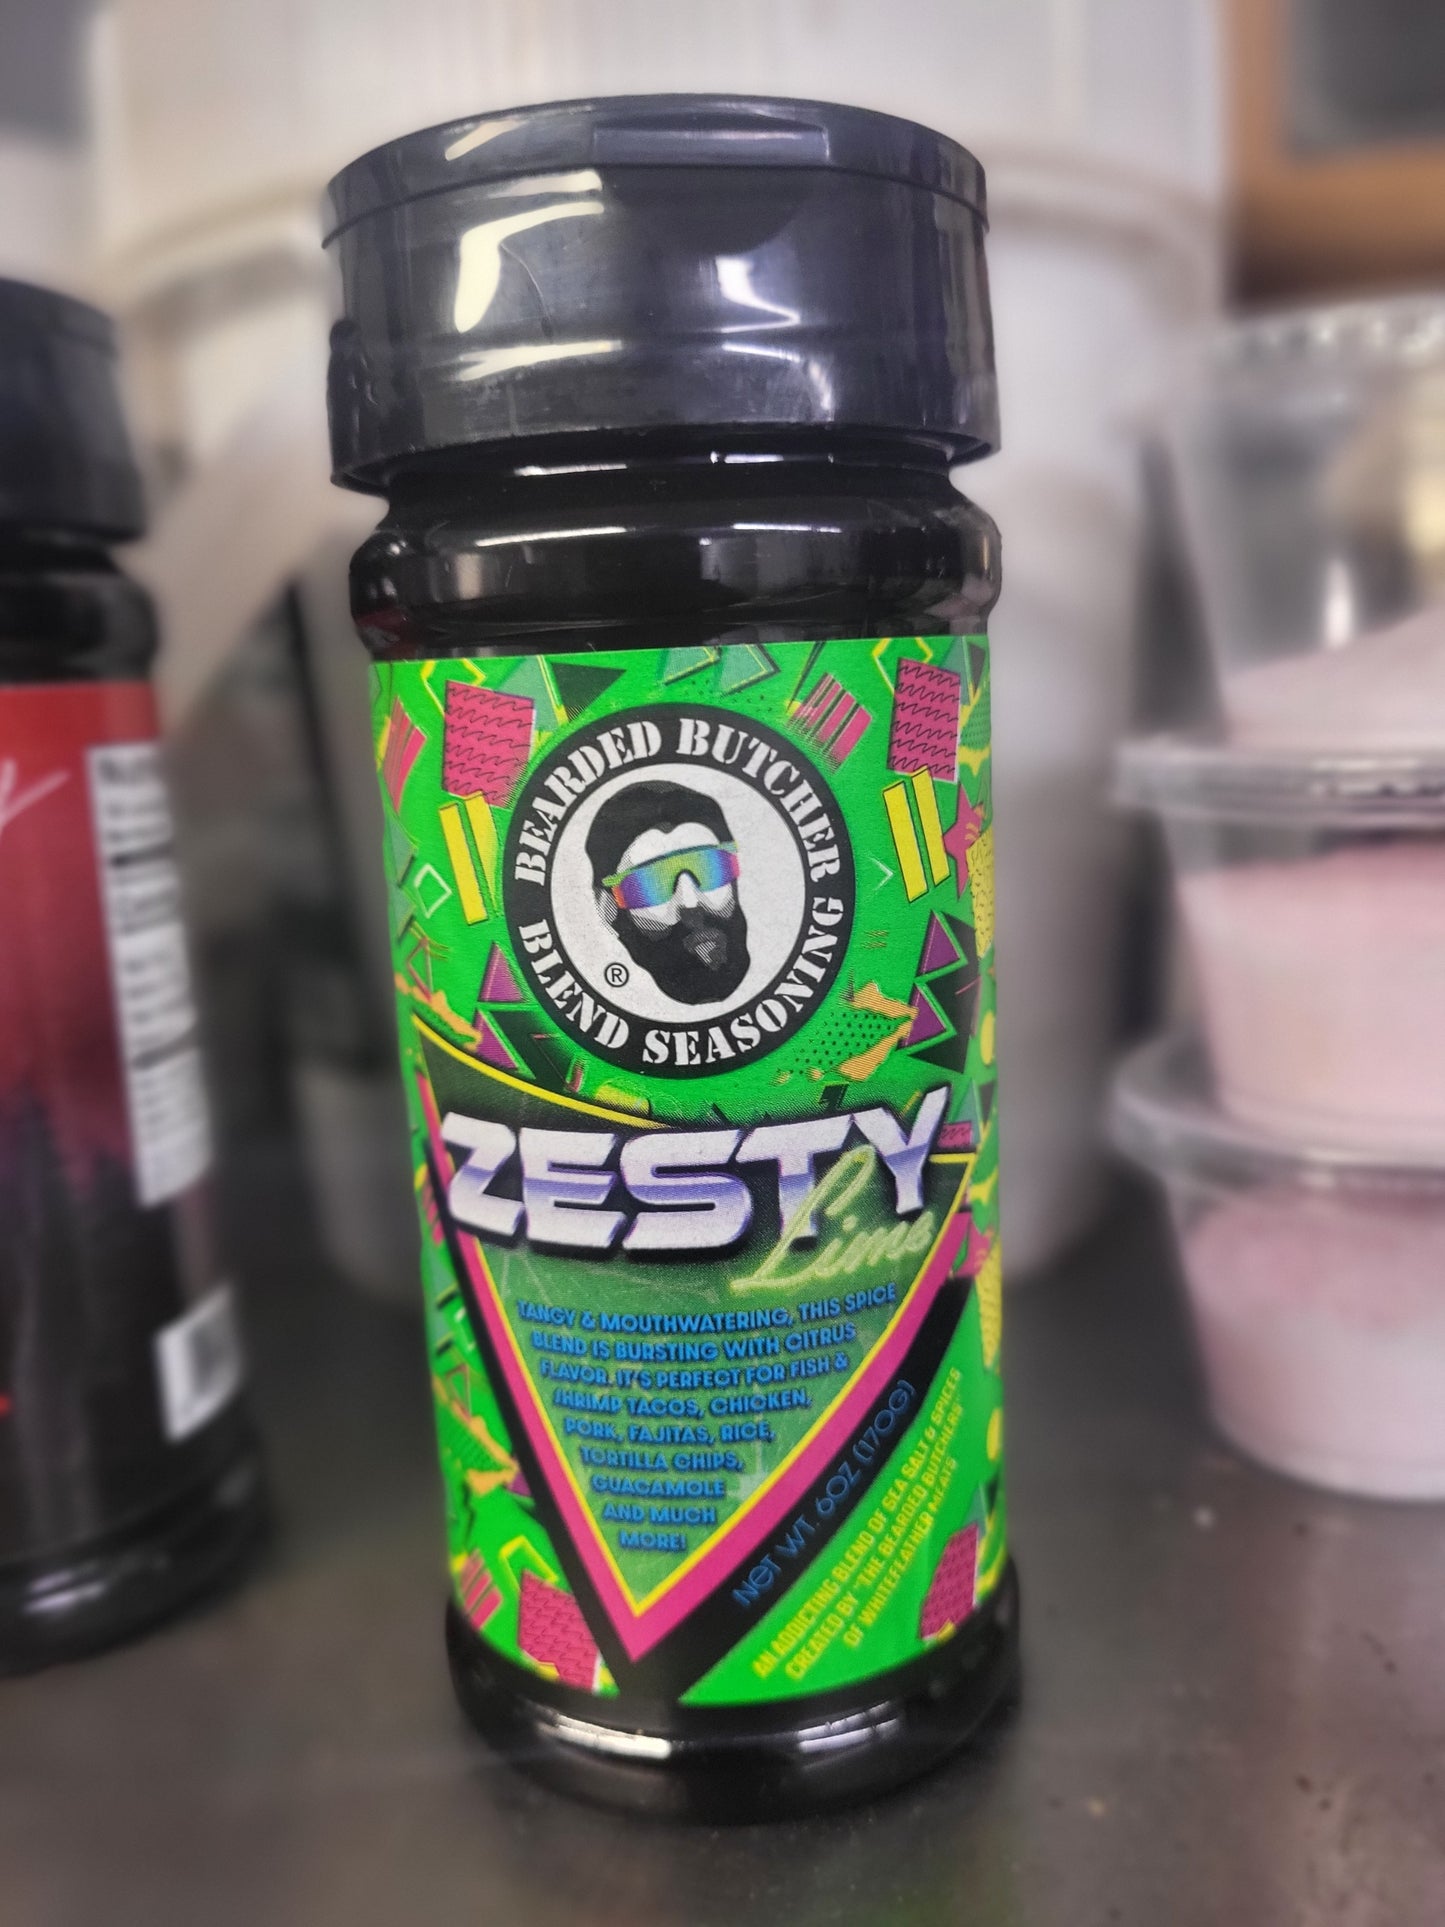 BEARDED BUTCHER
BLEND SEASONING
®
ZESTY
Lime
TANGY & MOUTHWATERING, THIS SPICE
BLEND IS BURSTING WITH CITRUS
FLAVOR. IT'S PERFECT FOR FISH &
SHRIMP TACOS, CHICKEN,
PORK, FAJITAS, RICE,
TORTILLA CHIPS,
GUACAMOLE
AND MUCH
MORE!
NET WT. 6OZ (170G)
AN ADDICTING BLEND OF SEA SALT & SPICES
CREATED BY "THE BEARDED BUTCHERS"
OF WHITEFEATHER MEATS